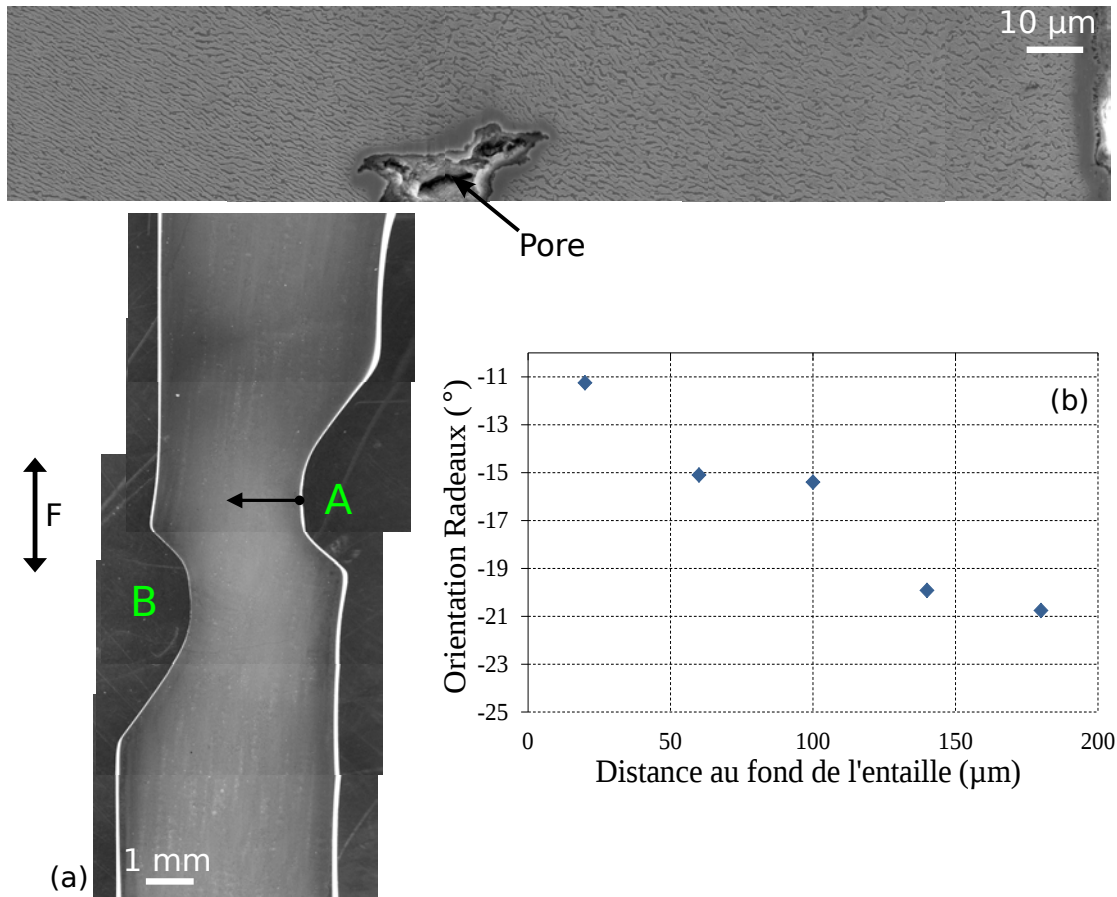 10 µm
Pore
F
A
B
1 mm
(a)
(b)
Orientation Radeaux (°)
-11
-13
-15
-17
-19
-21
-23
-25
0 50 100 150 200
Distance au fond de l'entaille (µm)